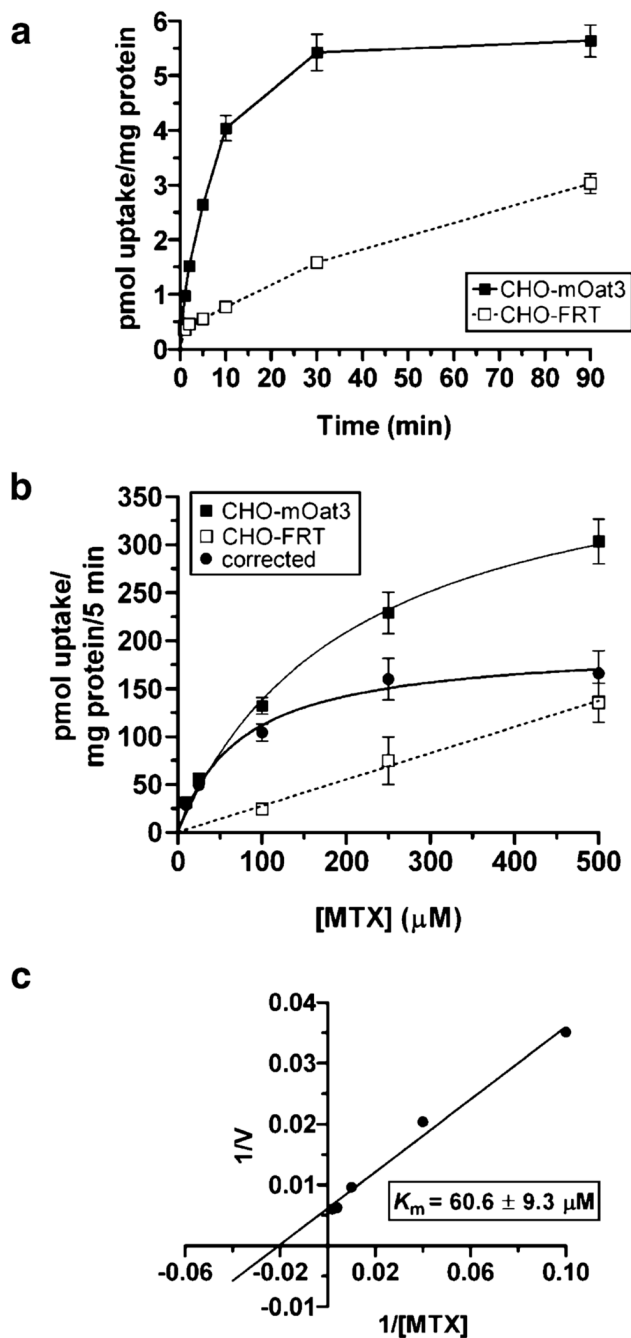 a
pmol uptake/mg protein
6
5
4
3
2
1
0
CHO-mOat3
CHO-FRT
0 10 20 30 40 50 60 70 80 90
Time (min)
b
pmol uptake/
mg protein/5 min
350
300
250
200
150
100
50
0
CHO-mOat3
CHO-FRT
corrected
0 100 200 300 400 500
[MTX] (μM)
c
1/V
0.04
0.03
0.02
0.01
-0.01
Km = 60.6 ± 9.3 μM
-0.06 -0.02 0.02 0.06 0.10
1/[MTX]